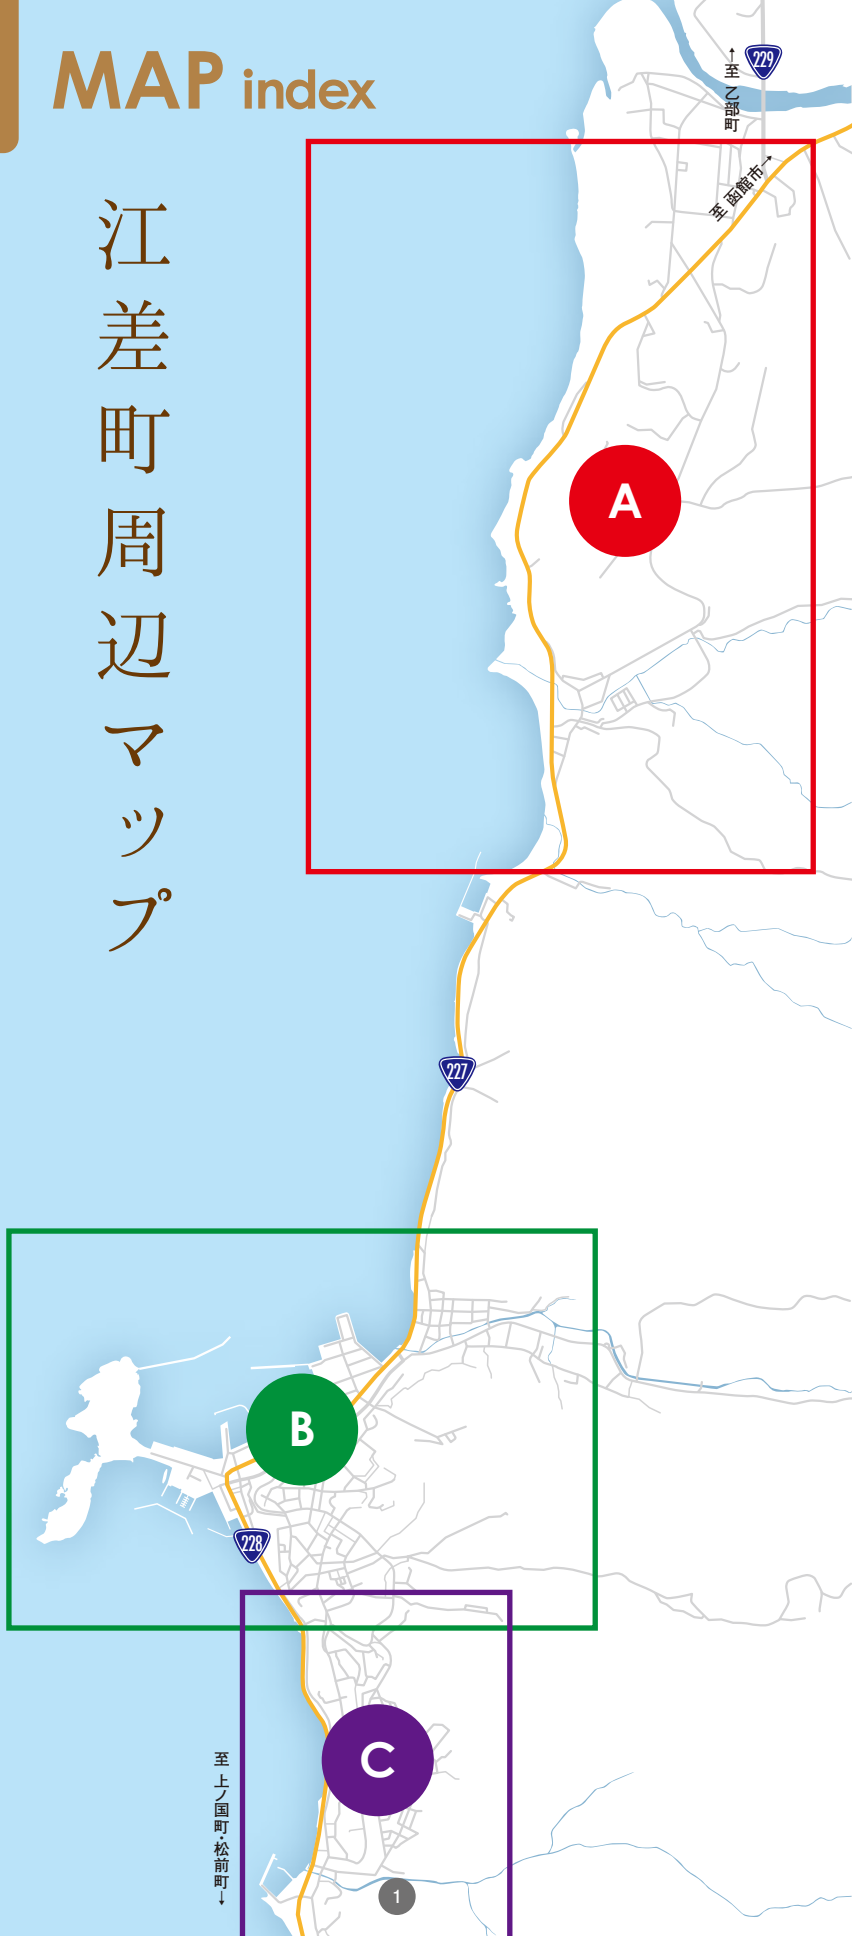 MAP index
江差町周辺マップ
←至 乙部町
229
至 函館市→
A
227
B
228
C
至 上ノ国町・松前町→
1